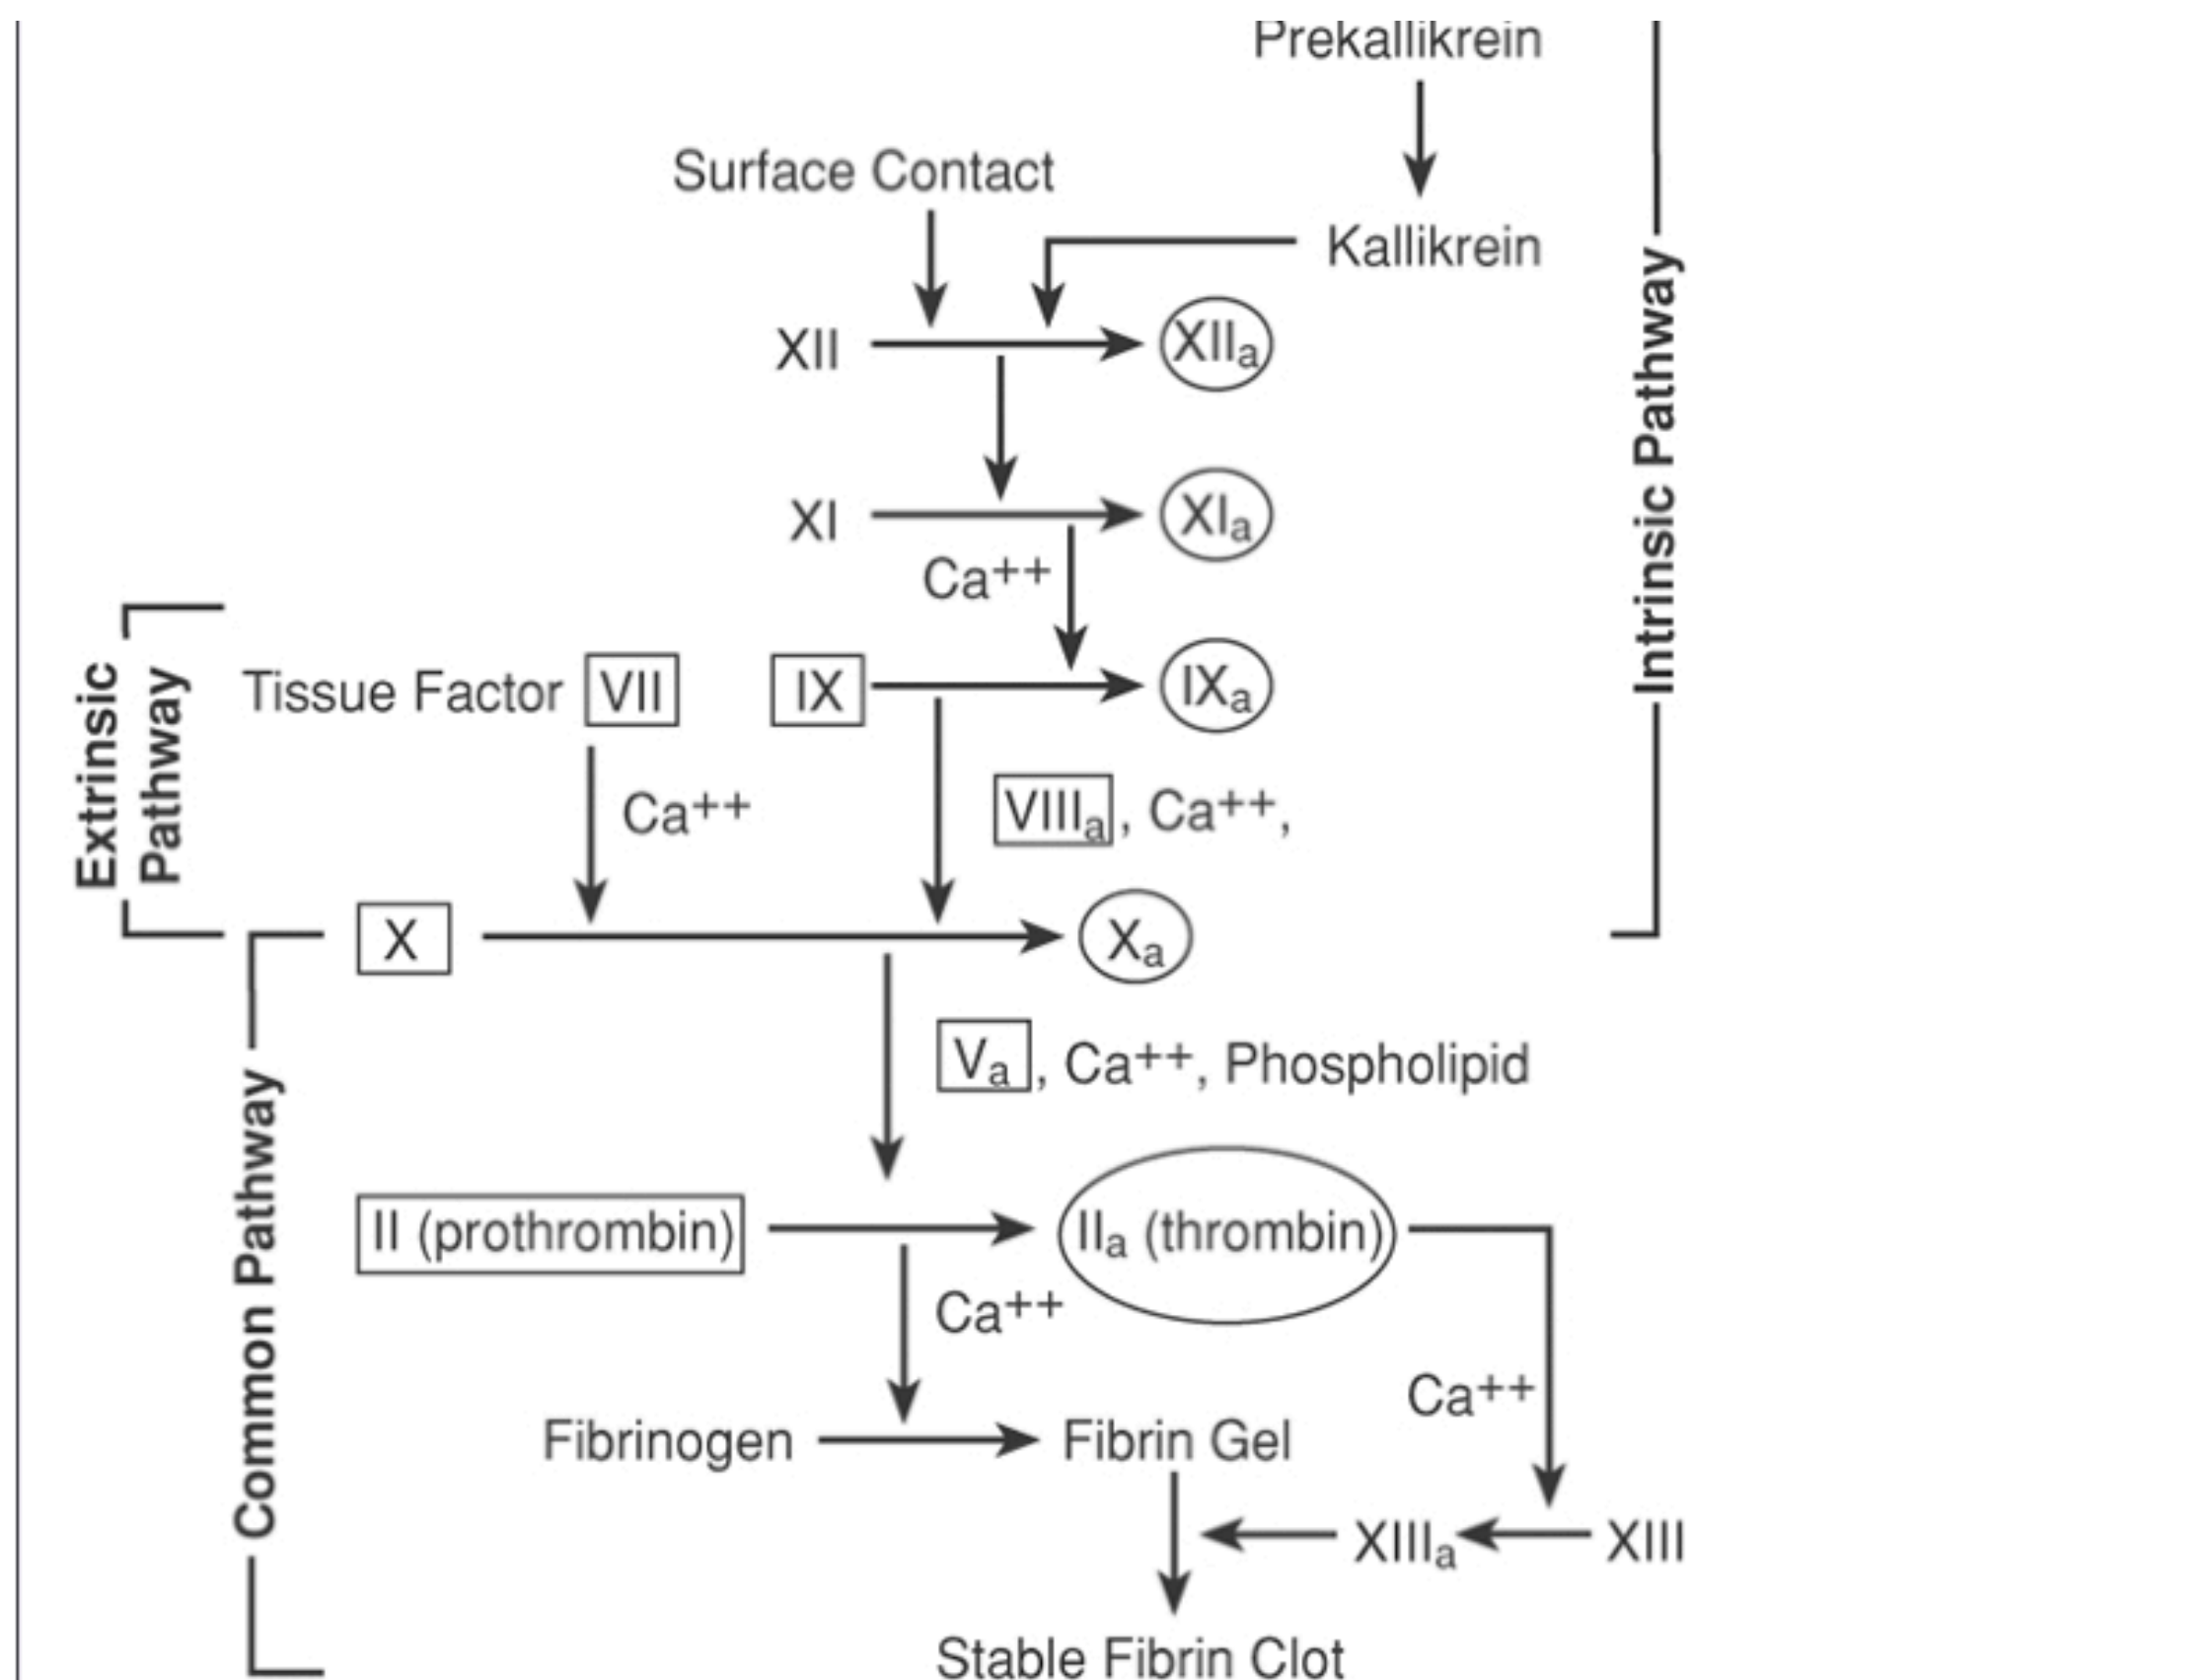 Prekallikrein
Surface Contact
Kallikrein
XII XIIa
XI XIa
Ca++
Tissue Factor VII IX IXa
Ca++ VIIIa, Ca++,
X Xa
Va, Ca++, Phospholipid
II (prothrombin) IIa (thrombin)
Ca++
Ca++
Fibrinogen Fibrin Gel
XIIIa XIII
Stable Fibrin Clot
Extrinsic
Pathway
Common Pathway
Intrinsic Pathway